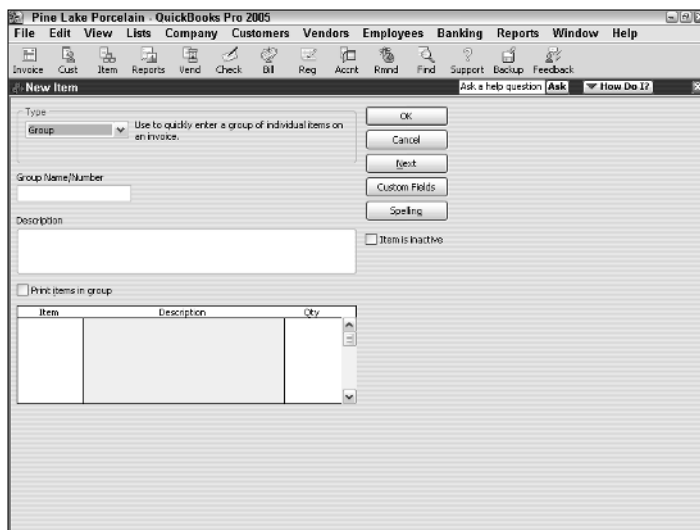 Pine Lake Porcelain - QuickBooks Pro 2005
File Edit View Lists Company Customers Vendors Employees Banking Reports Window Help
Invoice Cust Item Reports Vend Check Bill Reg Accnt Rmnd Find Support Backup Feedback
New Item Ask a help question Ask How Do I?
Type
Group Use to quickly enter a group of individual items on
an invoice.
OK
Cancel
Next
Custom Fields
Spelling
Item is inactive
Group Name/Number
Description
Print items in group
Item Description Qty